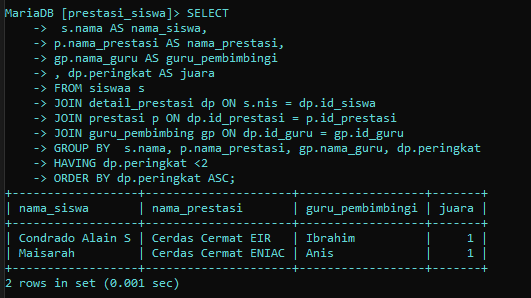 MariaDB [prestasi_siswa]> SELECT
    ->  s.nama AS nama_siswa,
    -> p.nama_prestasi AS nama_prestasi,
    -> gp.nama_guru AS guru_pembimbingi
    -> , dp.peringkat AS juara
    -> FROM siswaa s
    -> JOIN detail_prestasi dp ON s.nis = dp.id_siswa
    -> JOIN prestasi p ON dp.id_prestasi = p.id_prestasi
    -> JOIN guru_pembimbing gp ON dp.id_guru = gp.id_guru
    -> GROUP BY  s.nama, p.nama_prestasi, gp.nama_guru, dp.peringkat
    -> HAVING dp.peringkat <2
    -> ORDER BY dp.peringkat ASC;
+------------------+---------------------+------------------+-------+
| nama_siswa       | nama_prestasi       | guru_pembimbingi | juara |
+------------------+---------------------+------------------+-------+
| Condrado Alain S | Cerdas Cermat EIR   | Ibrahim          |     1 |
| Maisarah         | Cerdas Cermat ENIAC | Anis             |     1 |
+------------------+---------------------+------------------+-------+
2 rows in set (0.001 sec)